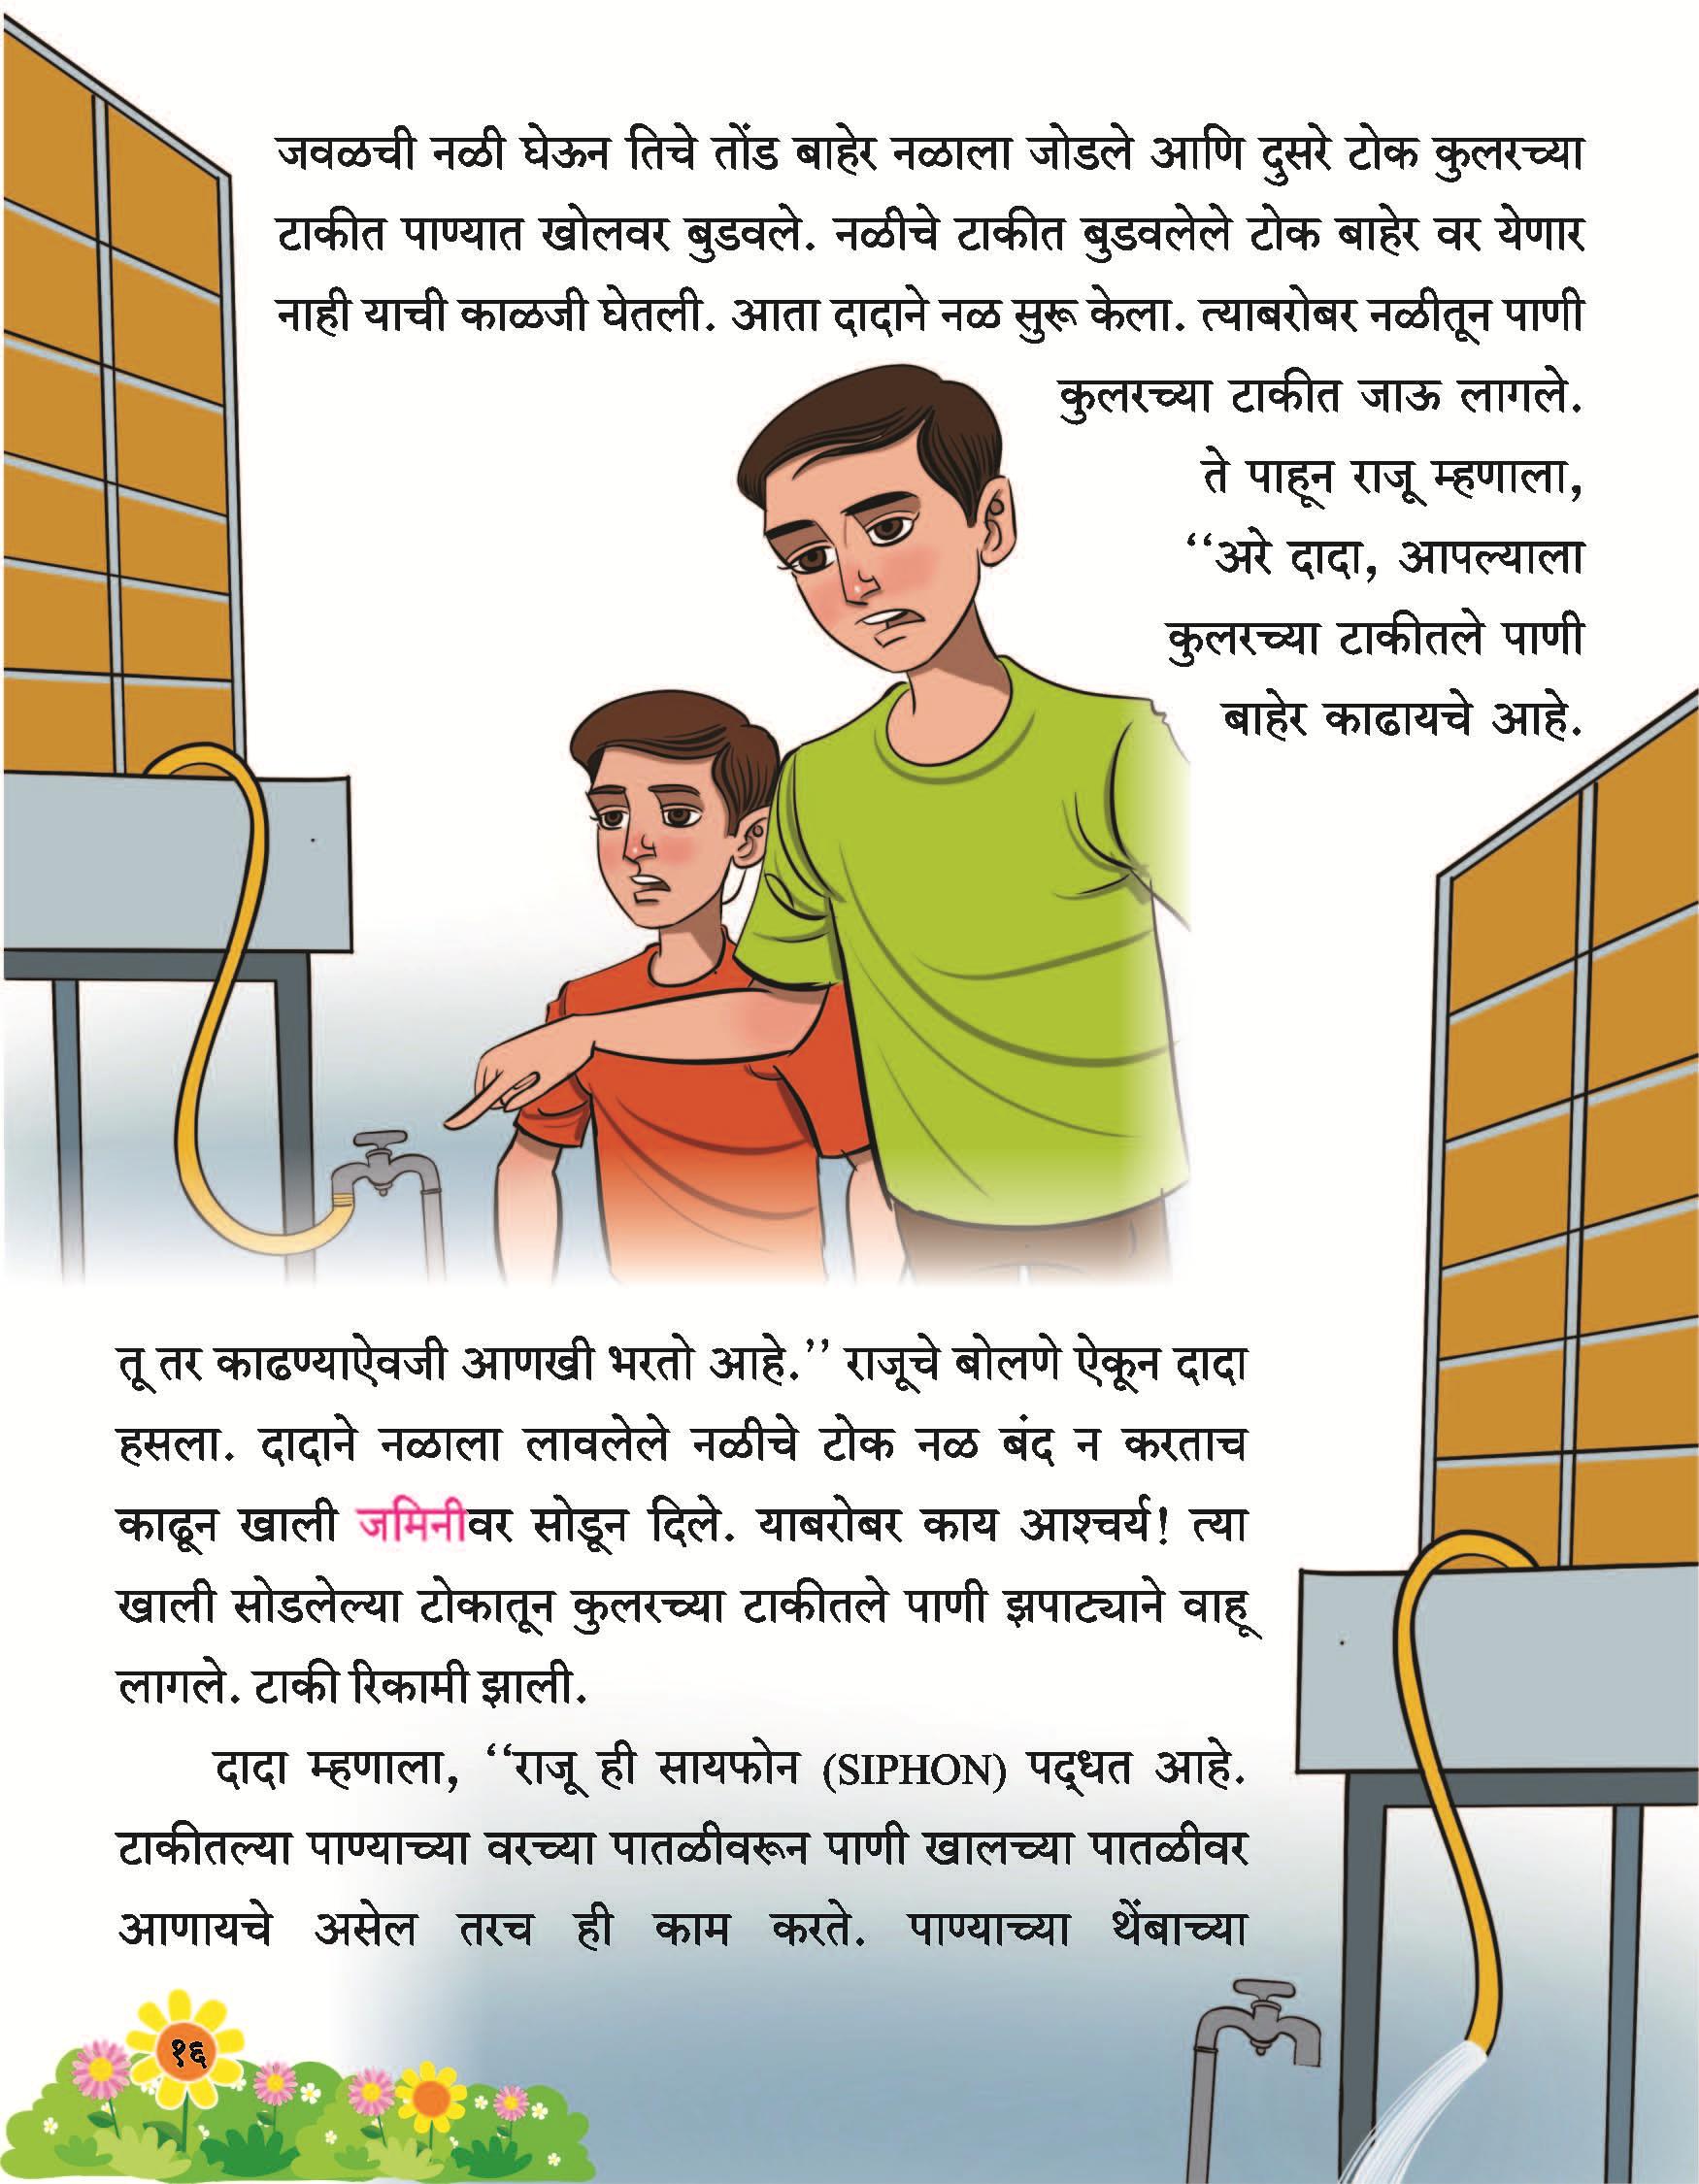 जवळची नळी घेऊन तिचे तोंड बाहेर नळाला जोडले आणि दुसरे टोक कुलरच्या
टाकीत पाण्यात खोलवर बुडवले. नळीचे टाकीत बुडवलेले टोक बाहेर वर येणार
नाही याची काळजी घेतली. आता दादाने नळ सुरू केला. त्याबरोबर नळीतून पाणी
कुलरच्या टाकीत जाऊ लागले.
ते पाहून राजू म्हणाला,
‘‘अरे दादा, आपल्याला
कुलरच्या टाकीतले पाणी
बाहेर काढायचे आहे.
तू तर काढण्याऐवजी आणखी भरतो आहे.’’ राजूचे बोलणे ऐकून दादा
हसला. दादाने नळाला लावलेले नळीचे टोक नळ बंद न करताच
काढून खाली जमिनीवर सोडून दिले. याबरोबर काय आश्चर्य! त्या
खाली सोडलेल्या टोकातून कुलरच्या टाकीतले पाणी झपाट्याने वाहू
लागले. टाकी रिकामी झाली.
दादा म्हणाला, ‘‘राजू ही सायफोन (SIPHON) पद्धत आहे.
टाकीतल्या पाण्याच्या वरच्या पातळीवरून पाणी खालच्या पातळीवर
आणायचे असेल तरच ही काम करते. पाण्याच्या थेंबाच्या
१६